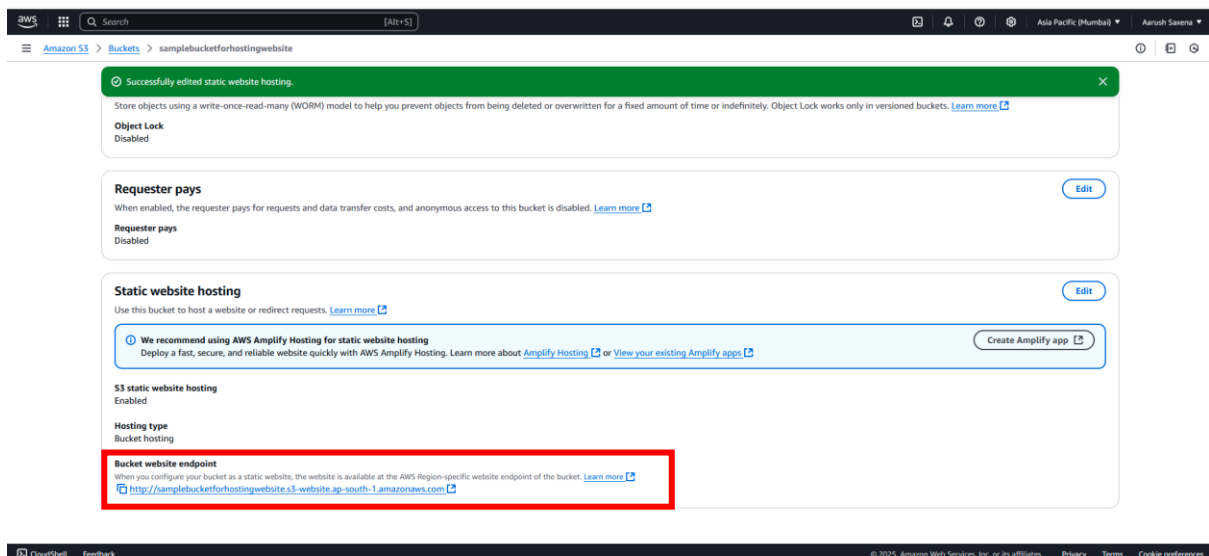 aws
Search [Alt+S]
Asia Pacific (Mumbai) ▼ Aarush Saxena ▼
Amazon S3 > Buckets > samplebucketforhostingwebsite
Successfully edited static website hosting.
Store objects using a write-once-read-many (WORM) model to help you prevent objects from being deleted or overwritten for a fixed amount of time or indefinitely. Object Lock works only in versioned buckets. Learn more
Object Lock
Disabled
Requester pays
Edit
When enabled, the requester pays for requests and data transfer costs, and anonymous access to this bucket is disabled. Learn more
Requester pays
Disabled
Static website hosting
Edit
Use this bucket to host a website or redirect requests. Learn more
We recommend using AWS Amplify Hosting for static website hosting
Create Amplify app
Deploy a fast, secure, and reliable website quickly with AWS Amplify Hosting. Learn more about Amplify Hosting or View your existing Amplify apps
S3 static website hosting
Enabled
Hosting type
Bucket hosting
Bucket website endpoint
When you configure your bucket as a static website, the website is available at the AWS Region-specific website endpoint of the bucket. Learn more
http://samplebucketforhostingwebsite.s3-website.ap-south-1.amazonaws.com
CloudShell Feedback © 2025, Amazon Web Services, Inc. or its affiliates. Privacy Terms Cookie preferences